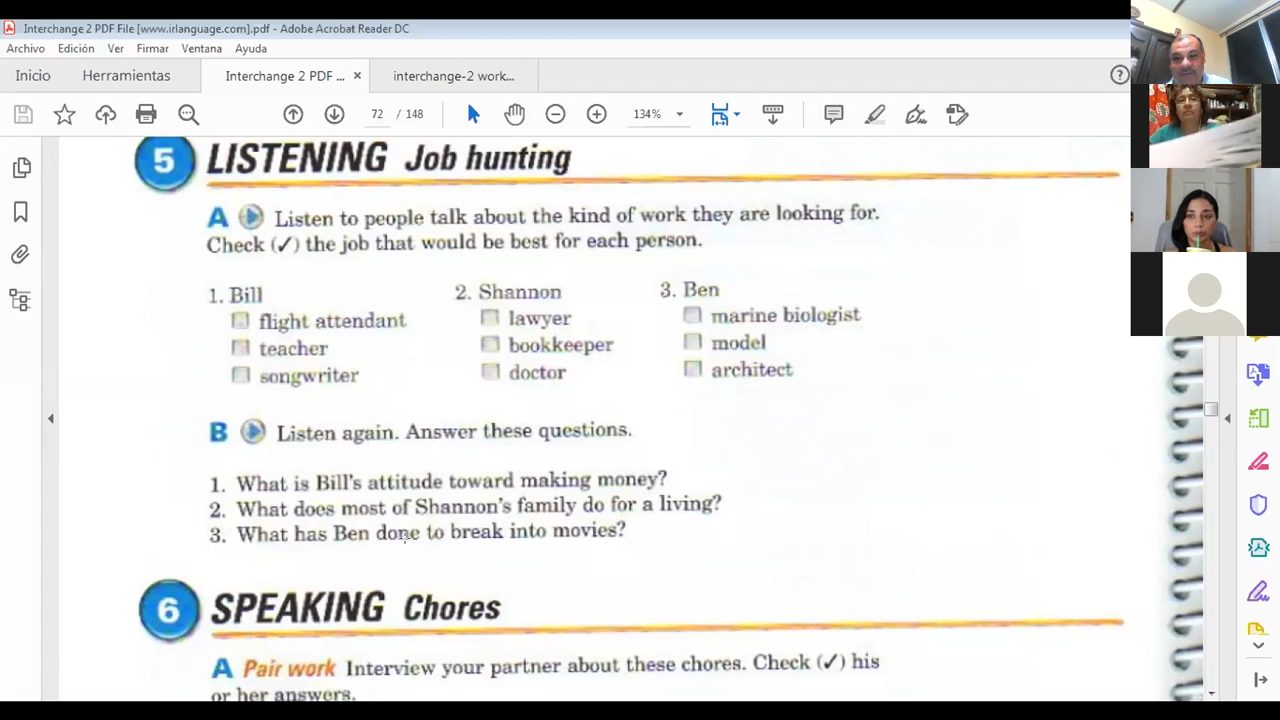 Interchange 2 PDF File [www.irlanguage.com].pdf - Adobe Acrobat Reader DC
Archivo Edición Ver Firmar Ventana Ayuda
Inicio Herramientas Interchange 2 PDF ... × interchange-2 work...
72 / 148 134%
5 LISTENING Job hunting
A Listen to people talk about the kind of work they are looking for.
Check (✓) the job that would be best for each person.
1. Bill 2. Shannon 3. Ben
flight attendant lawyer marine biologist
teacher bookkeeper model
songwriter doctor architect
B Listen again. Answer these questions.
1. What is Bill's attitude toward making money?
2. What does most of Shannon's family do for a living?
3. What has Ben done to break into movies?
6 SPEAKING Chores
A Pair work Interview your partner about these chores. Check (✓) his
or her answers.